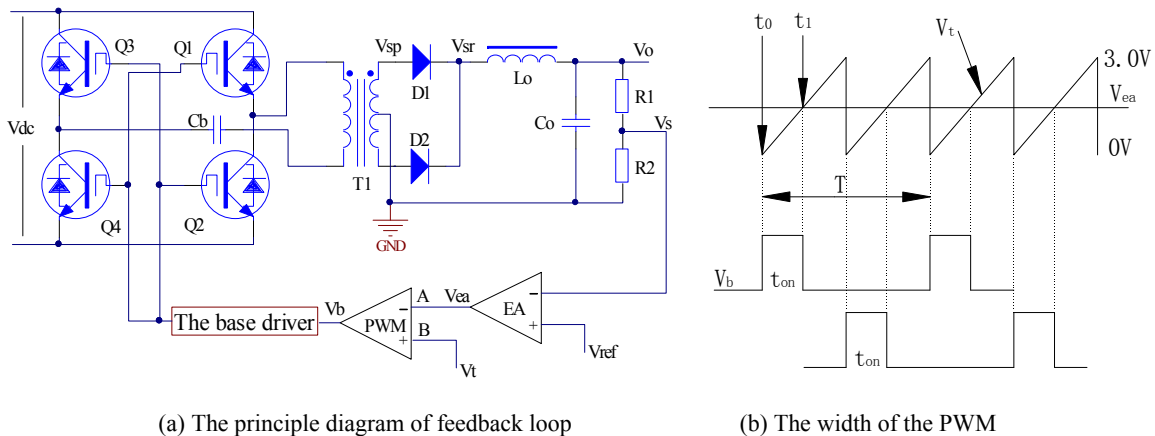 Q3
Q1
Vsp
Vsr
Vo
D1
Lo
R1
Vdc
Cb
Co
Vs
D2
R2
T1
Q4
Q2
GND
Vb
A
Vea
EA
The base driver
PWM
B
Vref
Vt
(a) The principle diagram of feedback loop
t0
t1
Vt
3.0V
Vea
0V
T
Vb
ton
ton
(b) The width of the PWM